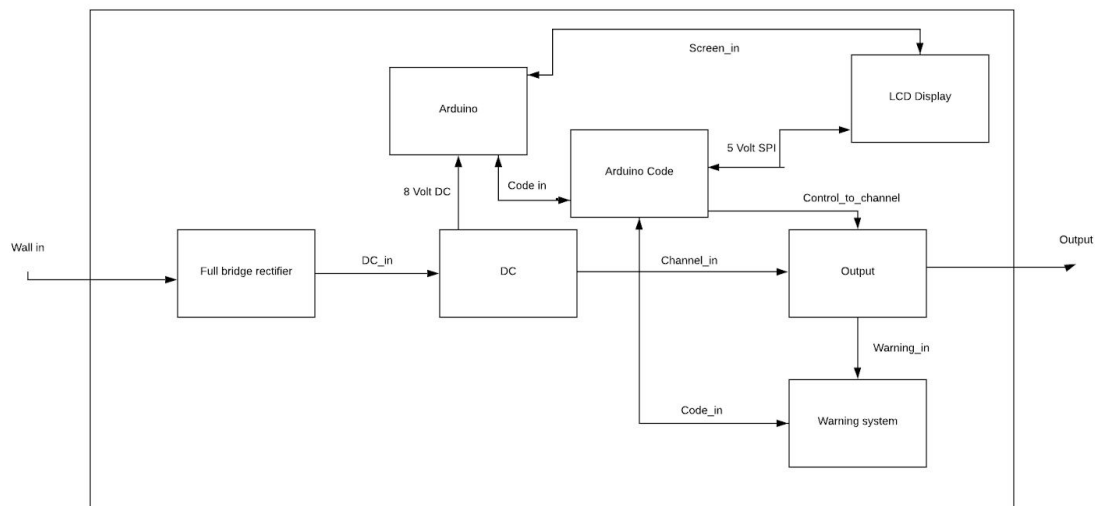 Screen_in
Arduino
LCD Display
5 Volt SPI
Arduino Code
8 Volt DC
Code in
Control_to_channel
Wall in
Output
Full bridge rectifier
DC_in
DC
Channel_in
Output
Warning_in
Code_in
Warning system